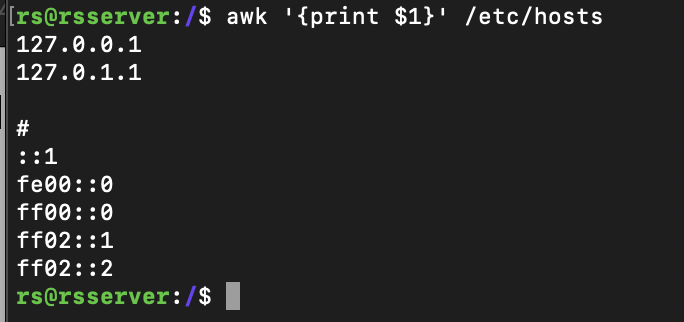 [rs@rsserver:/$ awk '{print $1}' /etc/hosts
127.0.0.1
127.0.1.1
#
::1
fe00::0
ff00::0
ff02::1
ff02::2
rs@rsserver:/$